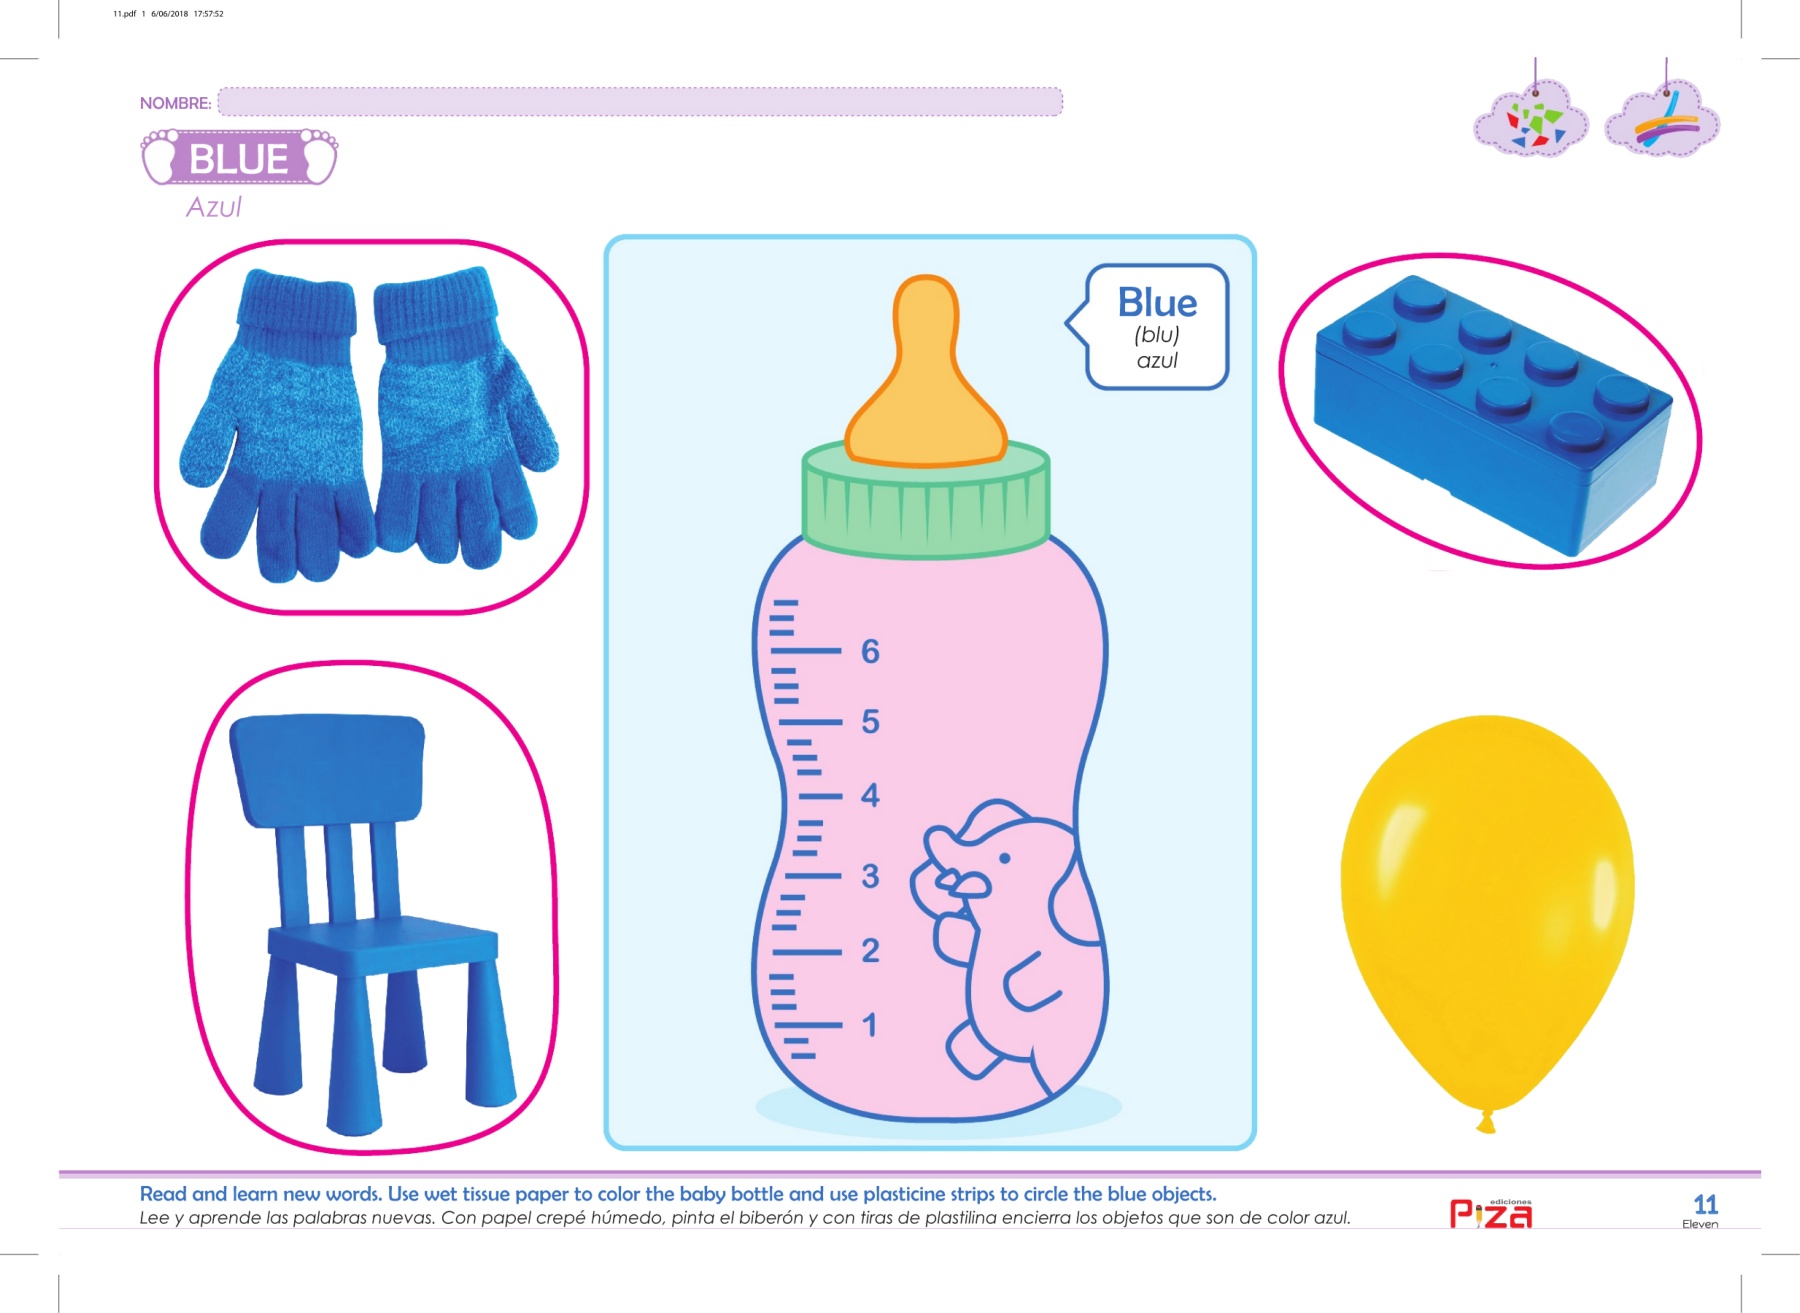 11.pdf 1 6/06/2018 17:57:52
NOMBRE:
BLUE
Azul
Blue
(blu)
azul
6
5
4
3
2
1
Read and learn new words. Use wet tissue paper to color the baby bottle and use plasticine strips to circle the blue objects.
Lee y aprende las palabras nuevas. Con papel crepé húmedo, pinta el biberón y con tiras de plastilina encierra los objetos que son de color azul.
ediciones
Piza
11
Eleven